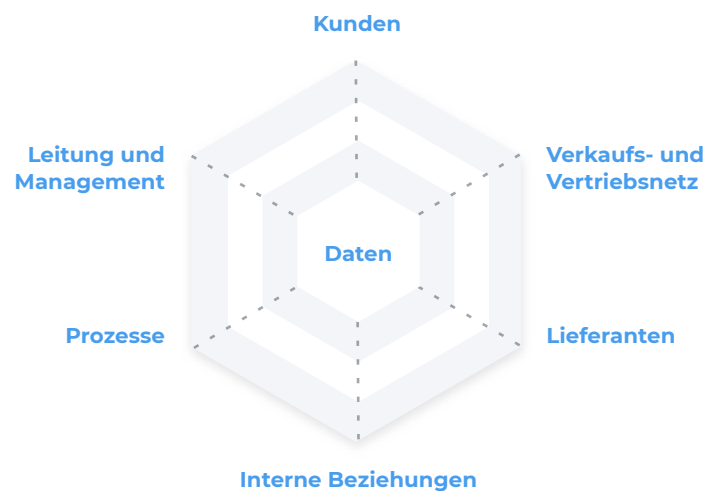 Kunden
Leitung und
Management
Verkaufs- und
Vertriebsnetz
Daten
Prozesse
Lieferanten
Interne Beziehungen